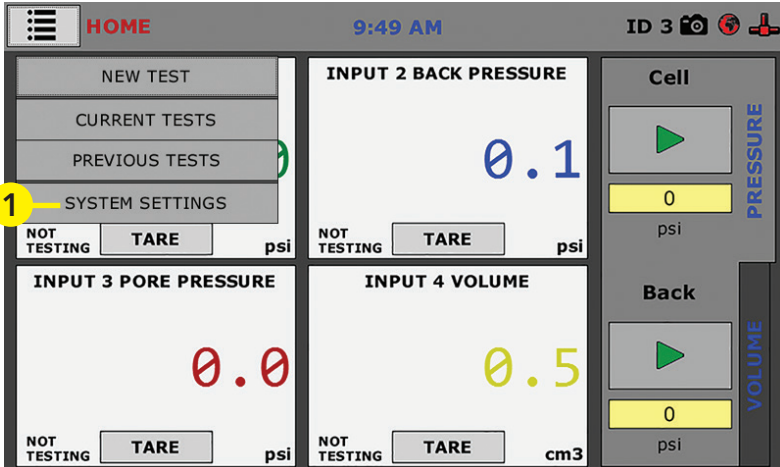 HOME
9:49 AM
ID 3
NEW TEST
CURRENT TESTS
PREVIOUS TESTS
1
SYSTEM SETTINGS
0
NOT
TESTING
TARE
psi
INPUT 2 BACK PRESSURE
0.1
NOT
TESTING
TARE
psi
INPUT 3 PORE PRESSURE
0.0
NOT
TESTING
TARE
psi
INPUT 4 VOLUME
0.5
NOT
TESTING
TARE
cm3
Cell
0
psi
Back
0
psi
PRESSURE
VOLUME